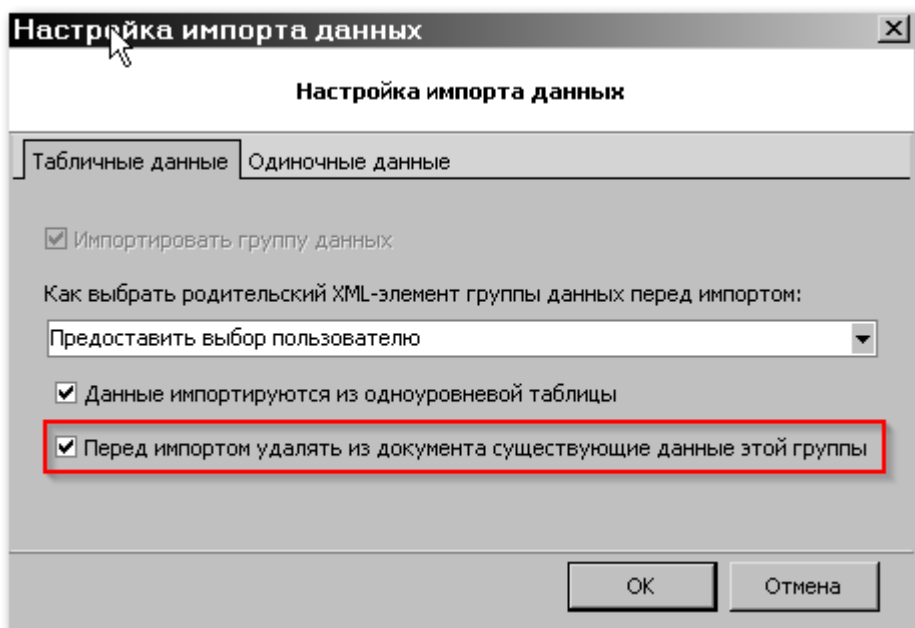 Настройка импорта данных
Настройка импорта данных
Табличные данные
Одиночные данные
Импортировать группу данных
Как выбрать родительский XML-элемент группы данных перед импортом:
Предоставить выбор пользователю
Данные импортируются из одноуровневой таблицы
Перед импортом удалять из документа существующие данные этой группы
ОК
Отмена